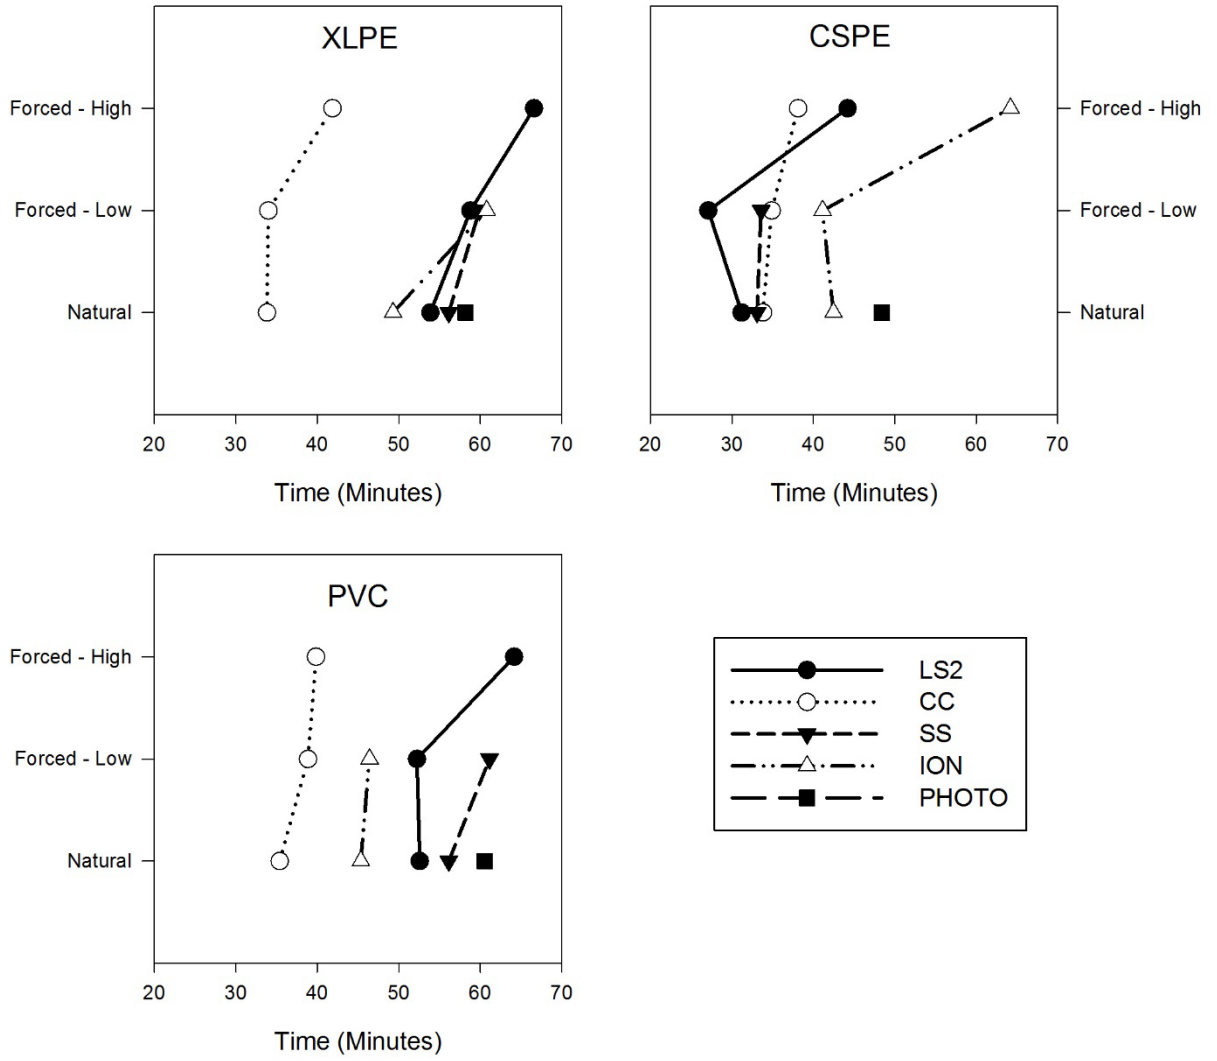 XLPE
Forced - High
Forced - Low
Natural
20 30 40 50 60 70
Time (Minutes)
CSPE
Forced - High
Forced - Low
Natural
20 30 40 50 60 70
Time (Minutes)
PVC
Forced - High
Forced - Low
Natural
20 30 40 50 60 70
Time (Minutes)
LS2
CC
SS
ION
PHOTO